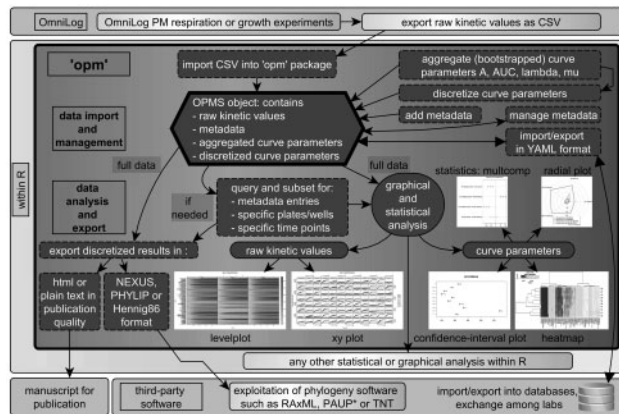 OmniLog
OmniLog PM respiration or growth experiments
export raw kinetic values as CSV
within R
'opm'
import CSV into 'opm' package
aggregate (bootstrapped) curve
parameters A, AUC, lambda, mu
discretize curve parameters
data import
and
management
OPMS object: contains
- raw kinetic values
- metadata
- aggregated curve parameters
- discretized curve parameters
add metadata
manage metadata
import/export
in YAML format
full data
full data
data
analysis and
export
if
needed
query and subset for:
- metadata entries
- specific plates/wells
- specific time points
graphical
and
statistical
analysis
statistics: multcomp
radial plot
export discretized results in :
raw kinetic values
curve parameters
html or
plain text in
publication
quality
NEXUS,
PHYLIP or
Hennig86
format
levelplot
xy plot
confidence-interval plot
heatmap
any other statistical or graphical analysis within R
manuscript for
publication
third-party
software
exploitation of phylogeny software
such as RAxML, PAUP* or TNT
import/export into databases,
exchange among labs